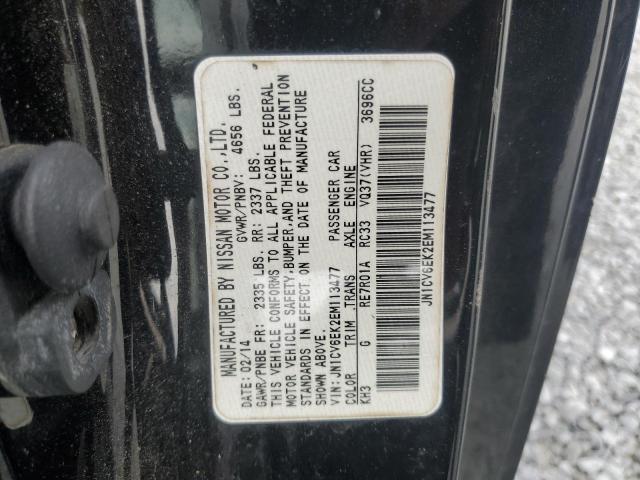 MANUFACTURED BY NISSAN MOTOR CO.,LTD.
DATE: 02/14 GVWR/PNBV: 4656 LBS.
GAWR/PNBE FR: 2335 LBS. RR: 2337 LBS.
THIS VEHICLE CONFORMS TO ALL APPLICABLE FEDERAL
MOTOR VEHICLE SAFETY, BUMPER, AND THEFT PREVENTION
STANDARDS IN EFFECT ON THE DATE OF MANUFACTURE
SHOWN ABOVE.
VIN: JN1CV6EK2EM113477 PASSENGER CAR
COLOR TRIM .TRANS AXLE ENGINE
KH3 G RE7R01A RC33 VQ37(VHR) 3696CC
JN1CV6EK2EM113477